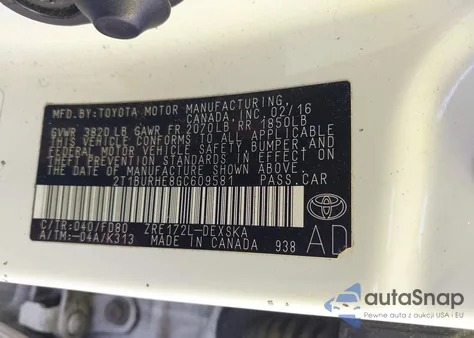 MFD. BY: TOYOTA MOTOR MANUFACTURING,
CANADA, INC. 02/16
GVWR 3820 LB GAWR FR 2070LB RR 1850LB
THIS VEHICLE CONFORMS TO ALL APPLICABLE
FEDERAL MOTOR VEHICLE SAFETY, BUMPER, AND
THEFT PREVENTION STANDARDS IN EFFECT ON
THE DATE OF MANUFACTURE SHOWN ABOVE.
2T1BURHE8GC609581 PASS.CAR
C/TR:040/FD80 ZRE172L-DEXSKA
A/TM:-04A/K313 MADE IN CANADA 938
AD
autoSnap
Pewne auta z aukcji USA i EU